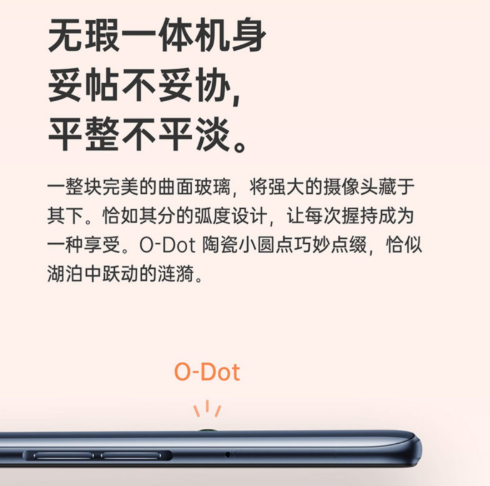 无瑕一体机身
妥帖不妥协,
平整不平淡。
一整块完美的曲面玻璃，将强大的摄像头藏于
其下。恰如其分的弧度设计，让每次握持成为
一种享受。O-Dot 陶瓷小圆点巧妙点缀，恰似
湖泊中跃动的涟漪。
O-Dot